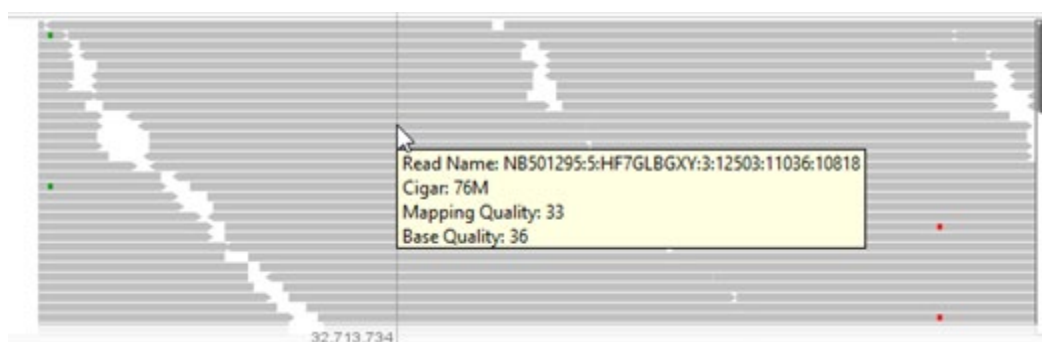 Read Name: NB501295:5:HF7GLBGXY:3:12503:11036:10818
Cigar: 76M
Mapping Quality: 33
Base Quality: 36
32,713,734